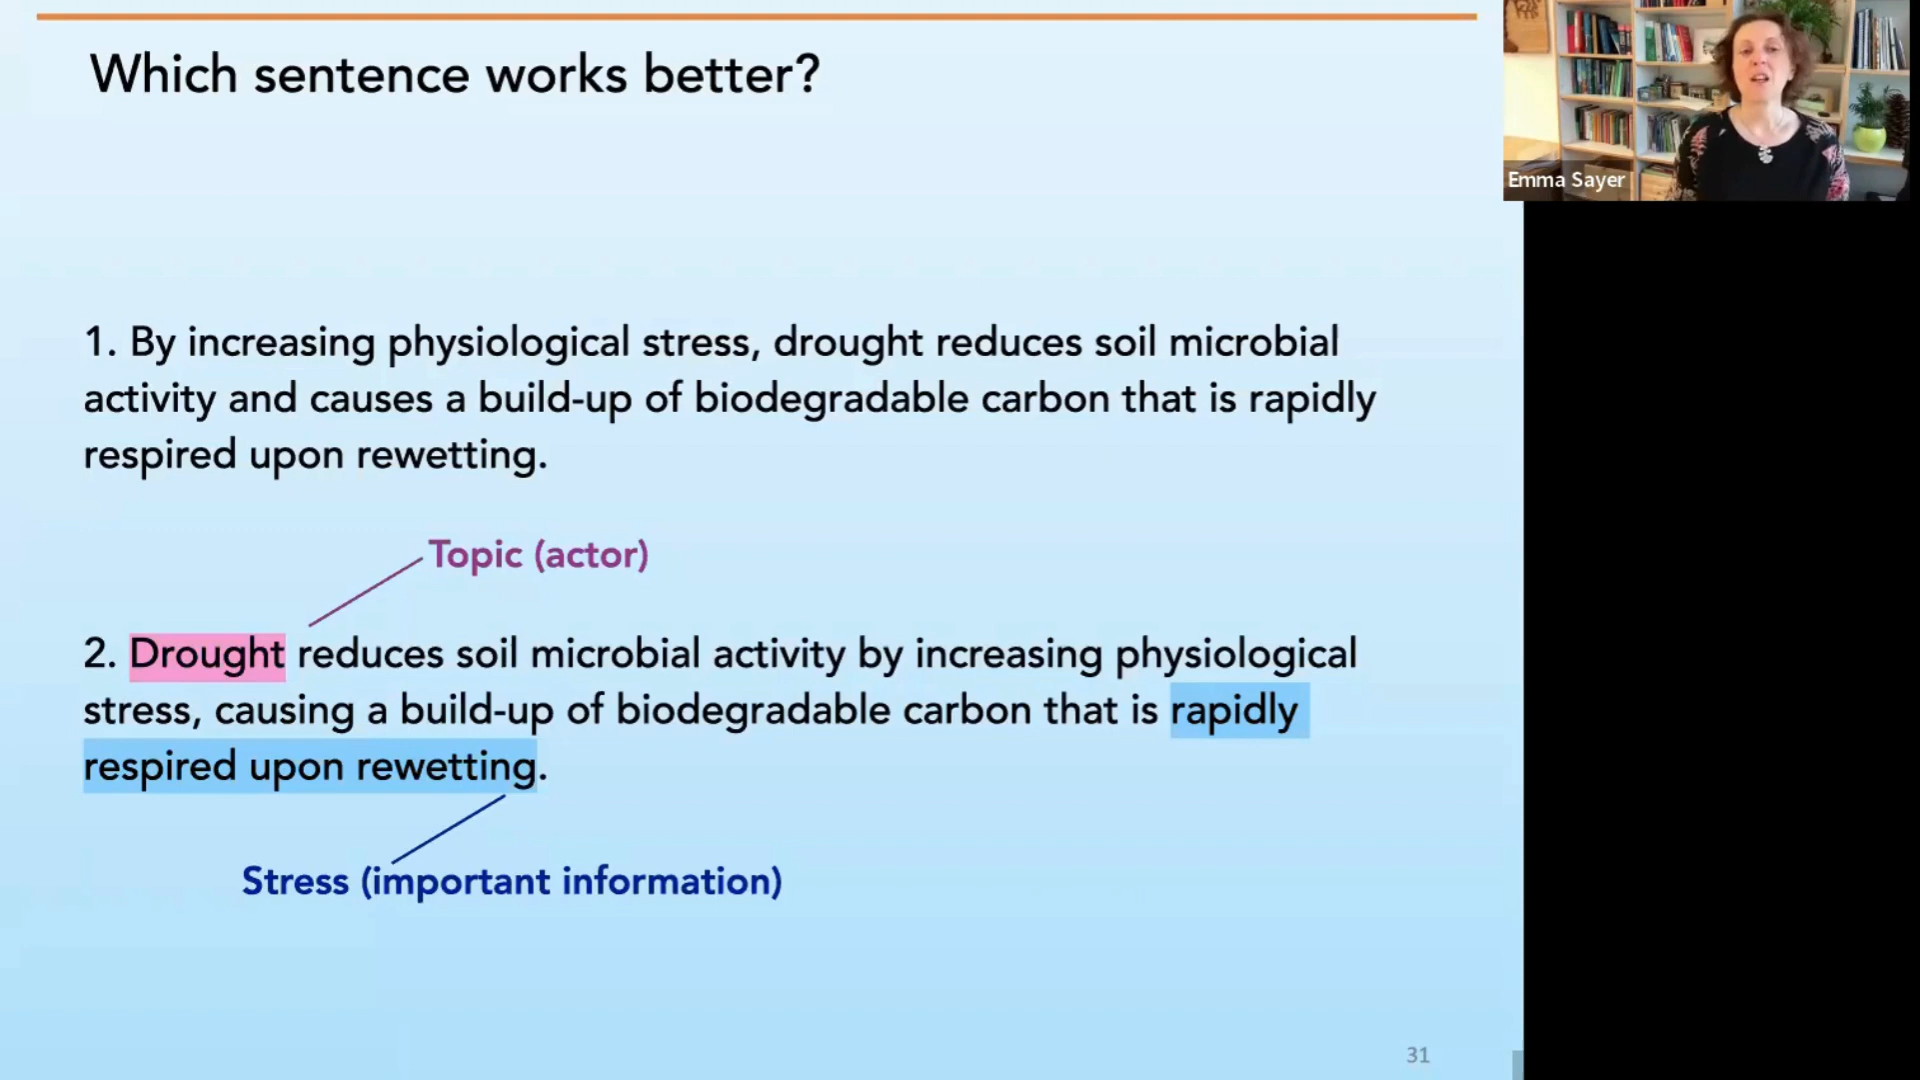 Which sentence works better?
Emma Sayer
1. By increasing physiological stress, drought reduces soil microbial
activity and causes a build-up of biodegradable carbon that is rapidly
respired upon rewetting.
Topic (actor)
2. Drought reduces soil microbial activity by increasing physiological
stress, causing a build-up of biodegradable carbon that is rapidly
respired upon rewetting.
Stress (important information)
31